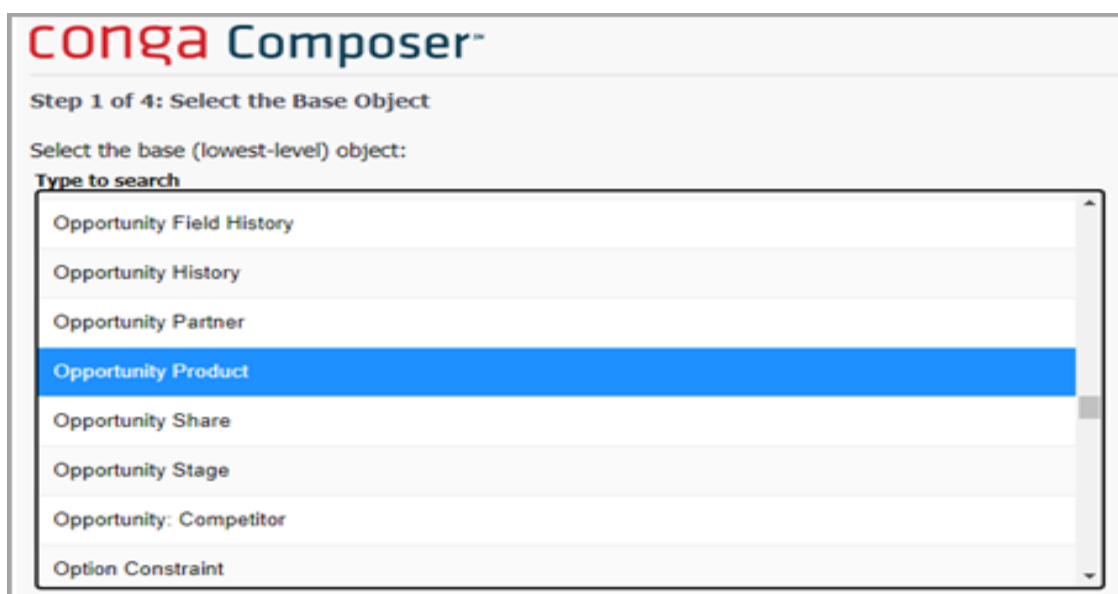 conga Composer™
Step 1 of 4: Select the Base Object
Select the base (lowest-level) object:
Type to search
Opportunity Field History
Opportunity History
Opportunity Partner
Opportunity Product
Opportunity Share
Opportunity Stage
Opportunity: Competitor
Option Constraint